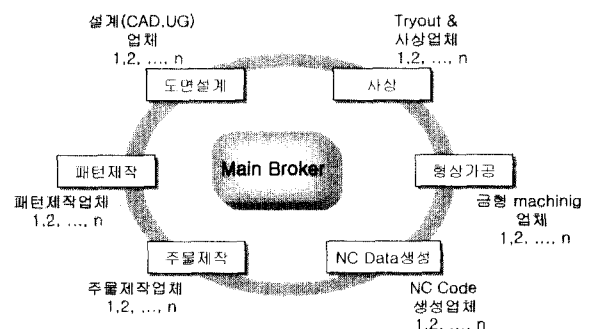 설계(CAD.UG)
업체
1,2, ..., n
Tryout &
사상업체
1,2, ..., n
도면설계
사상
패턴제작
Main Broker
형상가공
패턴제작업체
1,2, ..., n
금형 machinig
업체
1,2, ..., n
주물제작
NC Data생성
주물제작업체
1,2, ..., n
NC Code
생성업체
1,2, ..., n